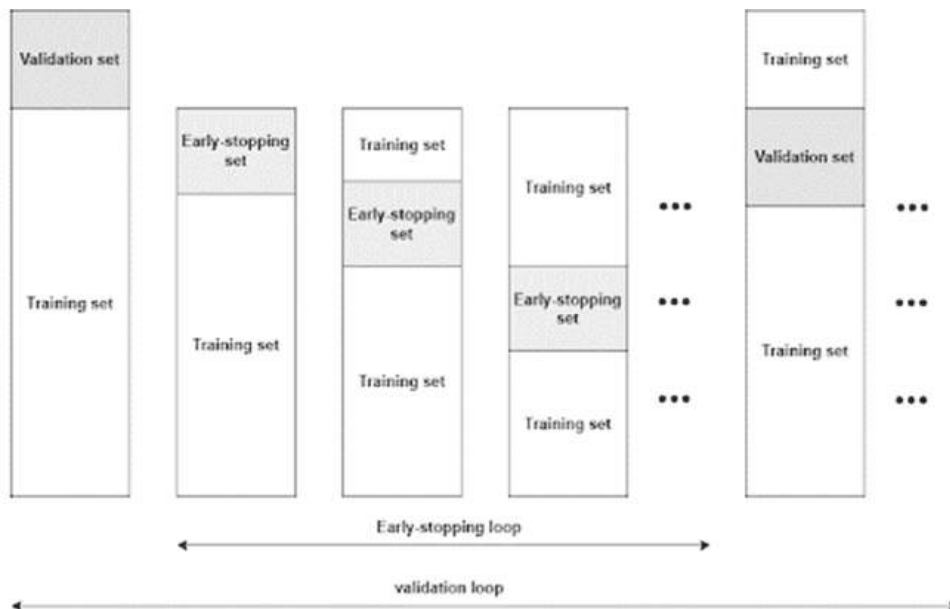 Validation set
Training set
Early-stopping
set
Training set
Training set
Early-stopping
set
Training set
Training set
Early-stopping
set
Training set
•••
•••
•••
Training set
Validation set
Training set
•••
•••
•••
Early-stopping loop
validation loop